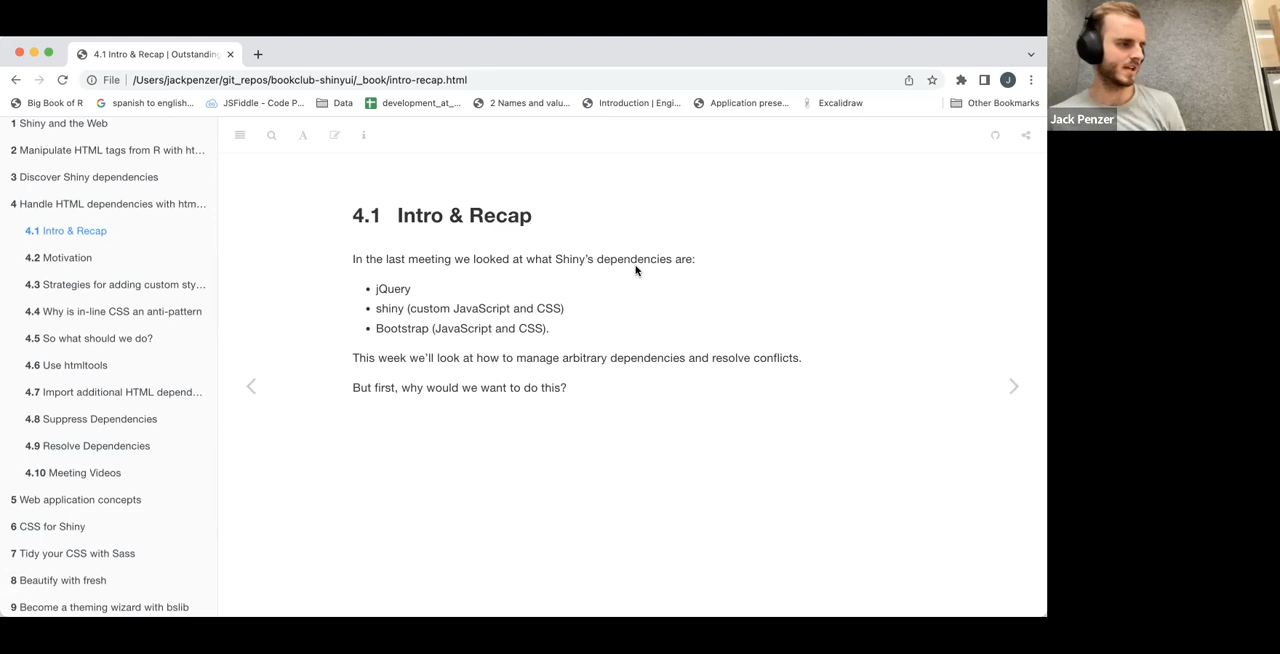 4.1 Intro & Recap | Outstanding
File
/Users/jackpenzer/git_repos/bookclub-shinyui/_book/intro-recap.html
J
Big Book of R
spanish to english...
JSFiddle - Code P...
Data
development_at_...
2 Names and valu...
Introduction | Engi...
Application prese...
Excalidraw
Other Bookmarks
1 Shiny and the Web
2 Manipulate HTML tags from R with ht...
3 Discover Shiny dependencies
4 Handle HTML dependencies with htm...
4.1 Intro & Recap
4.2 Motivation
4.3 Strategies for adding custom sty...
4.4 Why is in-line CSS an anti-pattern
4.5 So what should we do?
4.6 Use htmltools
4.7 Import additional HTML depend...
4.8 Suppress Dependencies
4.9 Resolve Dependencies
4.10 Meeting Videos
5 Web application concepts
6 CSS for Shiny
7 Tidy your CSS with Sass
8 Beautify with fresh
9 Become a theming wizard with bslib
4.1 Intro & Recap
In the last meeting we looked at what Shiny's dependencies are:
• jQuery
• shiny (custom JavaScript and CSS)
• Bootstrap (JavaScript and CSS).
This week we'll look at how to manage arbitrary dependencies and resolve conflicts.
But first, why would we want to do this?
Jack Penzer